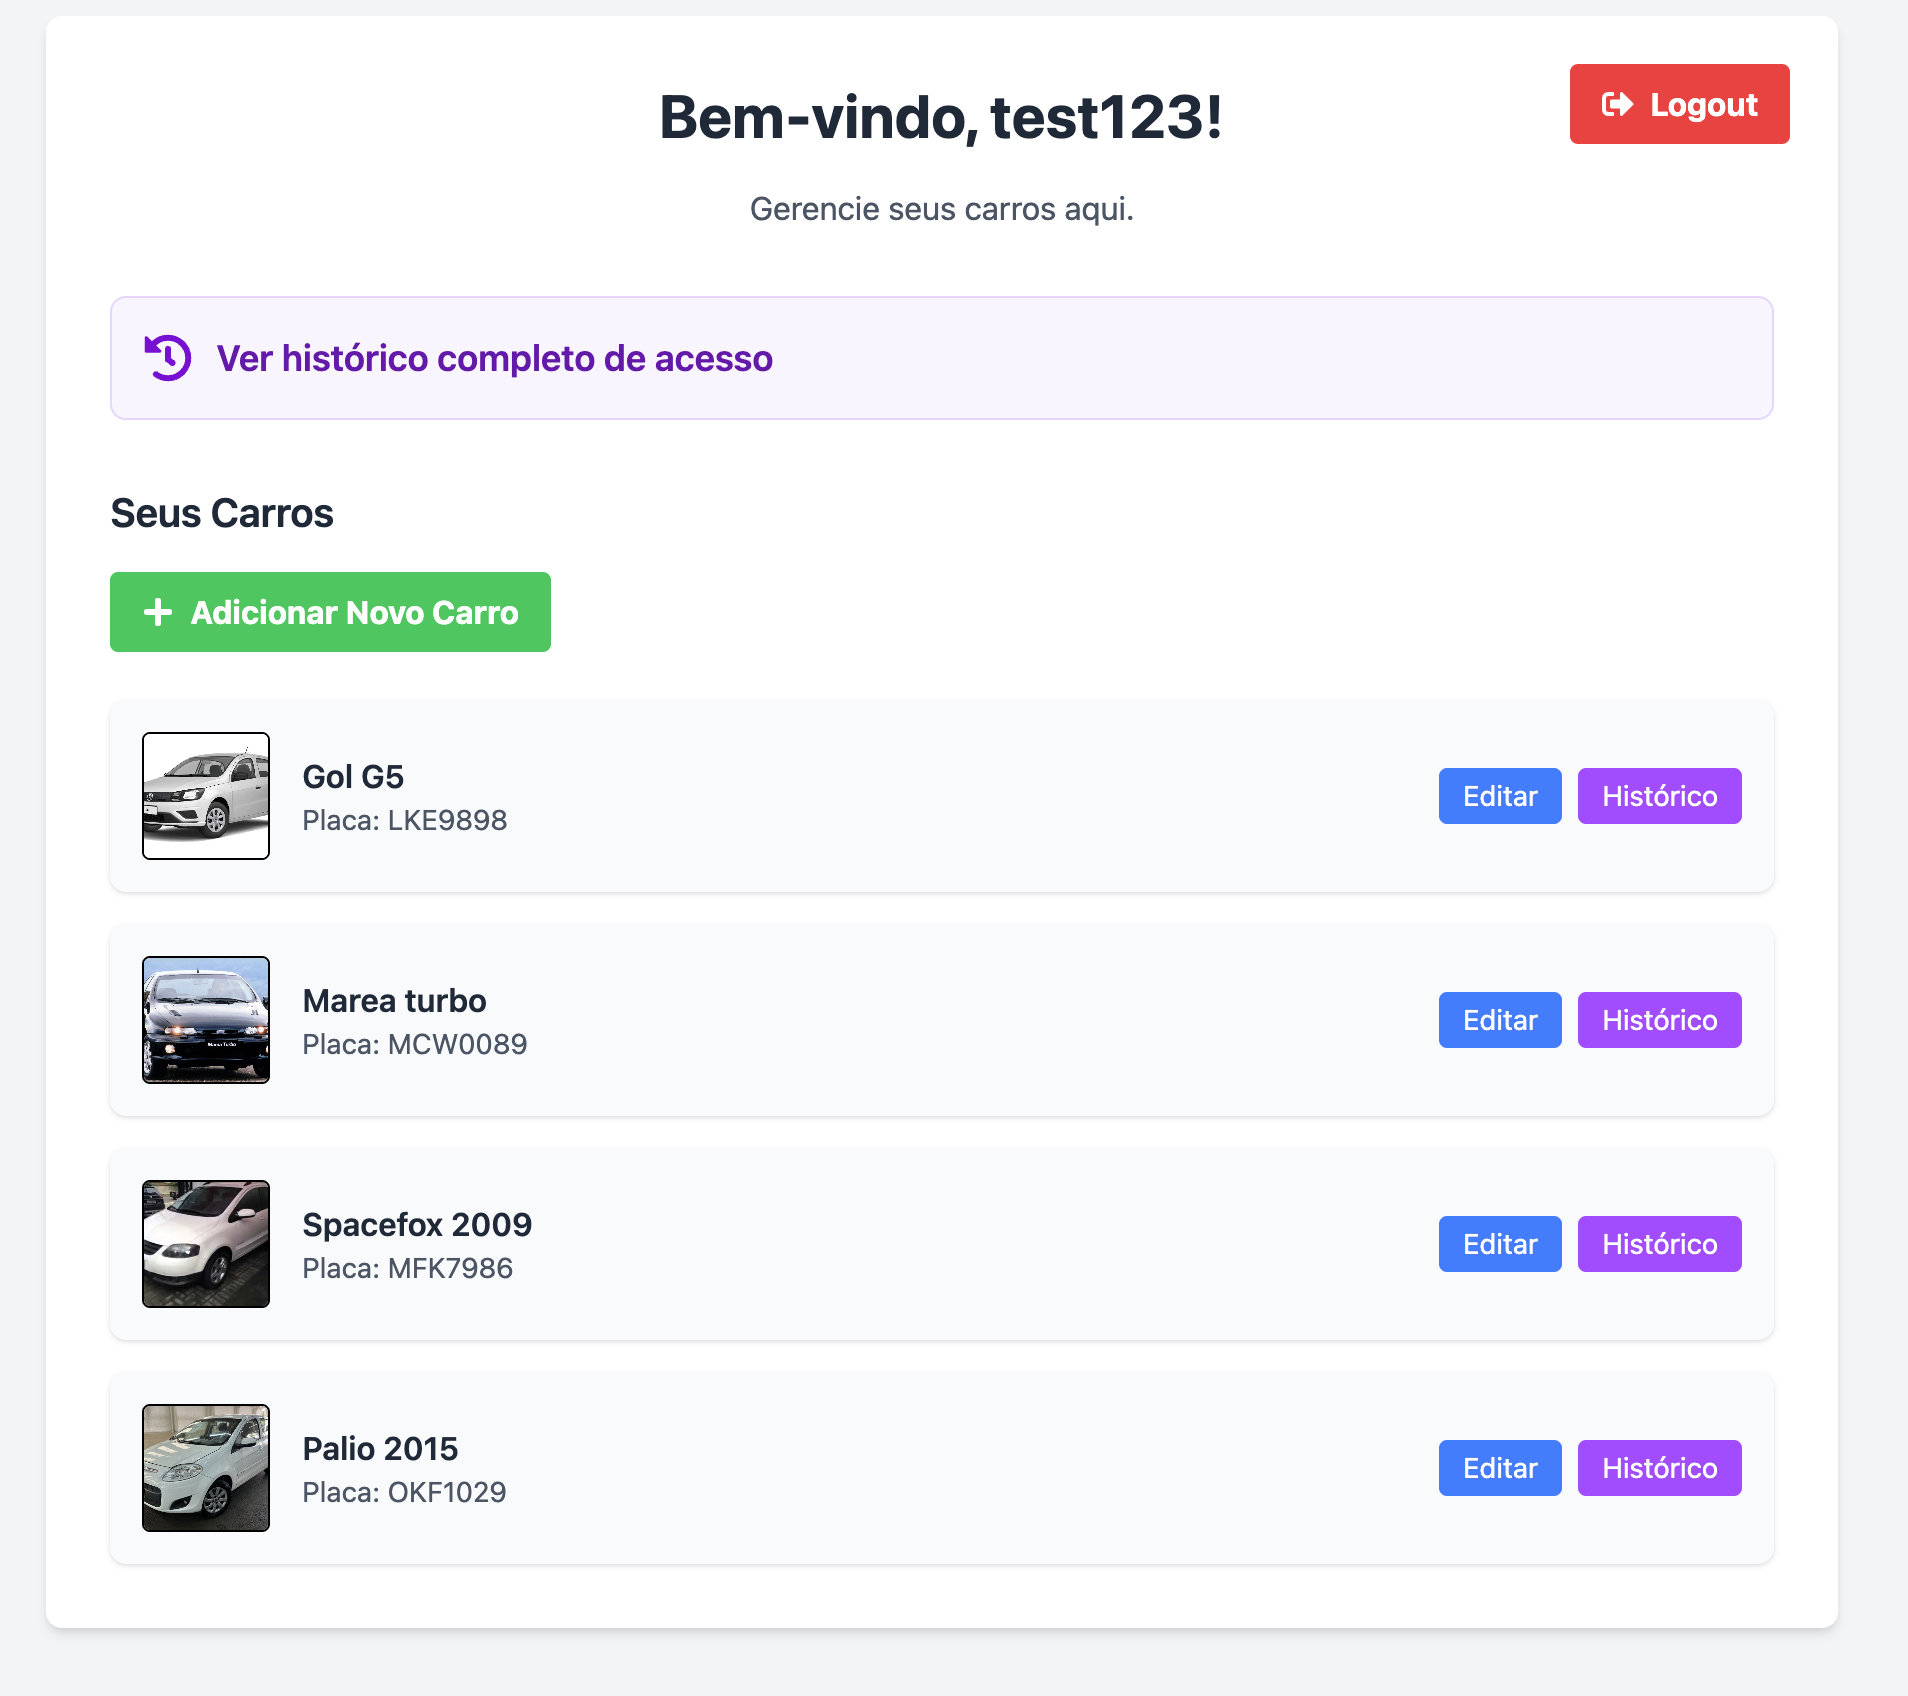 Bem-vindo, test123!
Logout
Gerencie seus carros aqui.
Ver histórico completo de acesso
Seus Carros
Adicionar Novo Carro
Gol G5
Placa: LKE9898
Editar
Histórico
Marea turbo
Placa: MCW0089
Editar
Histórico
Marea Turbo
Spacefox 2009
Placa: MFK7986
Editar
Histórico
Palio 2015
Placa: OKF1029
Editar
Histórico